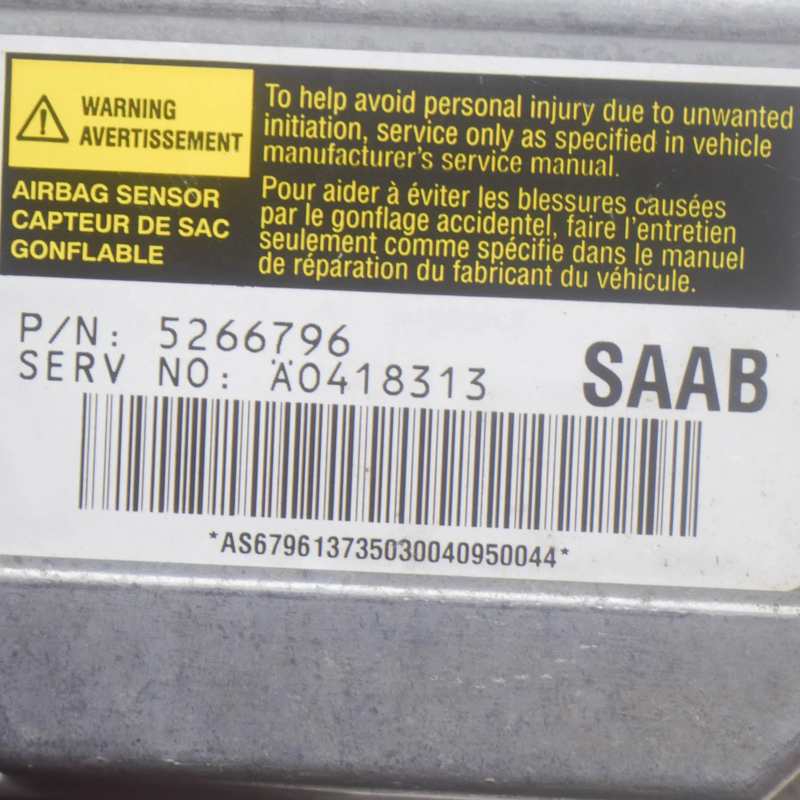 WARNING
AVERTISSEMENT
AIRBAG SENSOR
CAPTEUR DE SAC
GONFLABLE
To help avoid personal injury due to unwanted
initiation, service only as specified in vehicle
manufacturer's service manual.
Pour aider à éviter les blessures causées
par le gonflage accidentel, faire l'entretien
seulement comme spécifie dans le manuel
de réparation du fabricant du véhicule.
P/N: 5266796
SERV NO: Ä0418313
SAAB
*AS679613735030040950044*